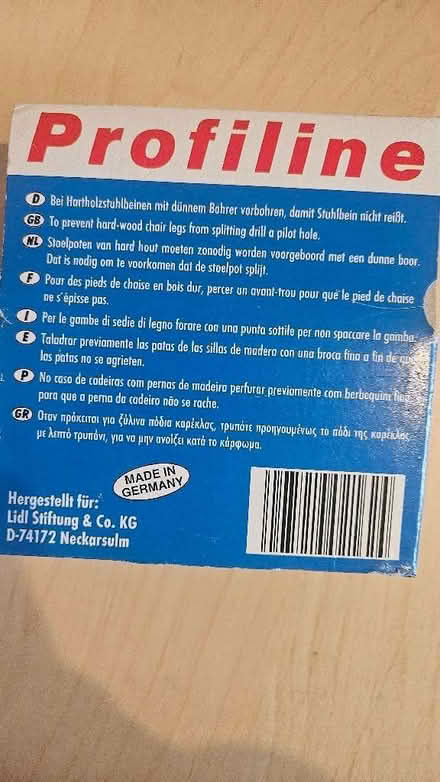 Profiline
D Bei Hartholzstuhlbeinen mit dünnem Bohrer vorbohren, damit Stuhlbein nicht reißt.
GB To prevent hard-wood chair legs from splitting drill a pilot hole.
NL Stoelpoten van hard hout moeten zonodig worden voorgeboord met een dunne boor.
Dat is nodig om te voorkomen dat de stoelpot splijt.
F Pour des pieds de chaise en bois dur, percer un avant-trou pour que le pied de chaise
ne s'épisse pas.
I Per le gambe di sedie di legno forare con una punta sottile per non spaccare la gamba.
E Taladrar previamente las patas de las sillas de madera con una broca fina a fin de que
las patas no se agrieten.
P No caso de cadeiras com pernas de madeira perfurar previamente com berbequim fino
para que a perna da cadeira não se rache.
GR Οταν πρόκειται για ξύλινα πόδια καρέκλας, τρυπάτε προηγουμένως το πόδι της καρέκλας
με λεπτό τρυπάνι, για να μην ανοίξει κατά το κάρφωμα.
MADE IN
GERMANY
Hergestellt für:
Lidl Stiftung & Co. KG
D-74172 Neckarsulm